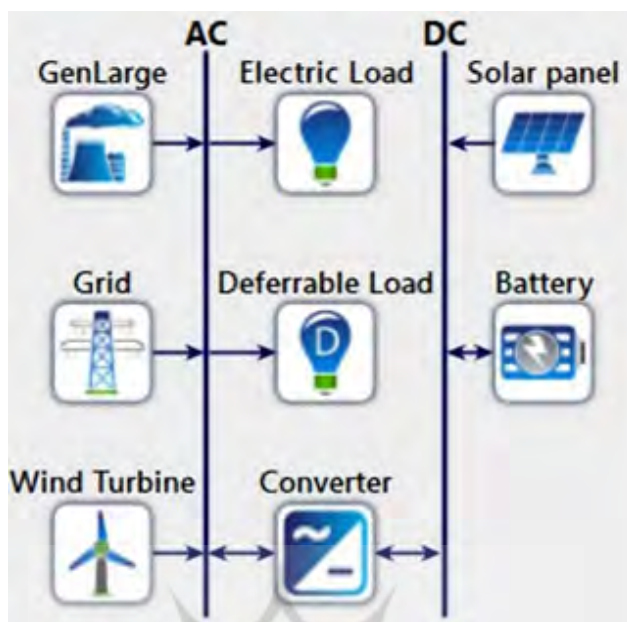 AC
DC
GenLarge
Electric Load
Solar panel
Grid
Deferrable Load
D
Battery
Wind Turbine
Converter